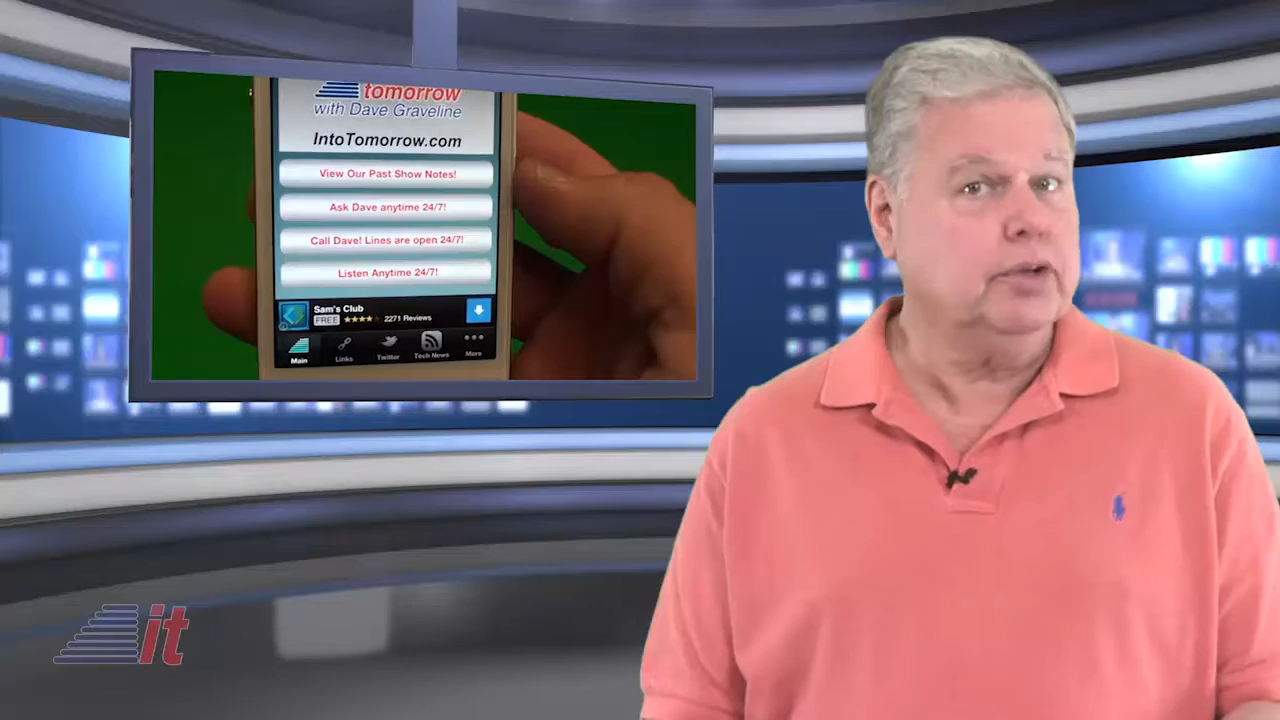 tomorrow
with Dave Graveline
IntoTomorrow.com
View Our Past Show Notes!
Ask Dave anytime 24/7!
Call Dave! Lines are open 24/7!
Listen Anytime 24/7!
Sam's Club
FREE 2271 Reviews
Main Links Twitter Tech News More
it